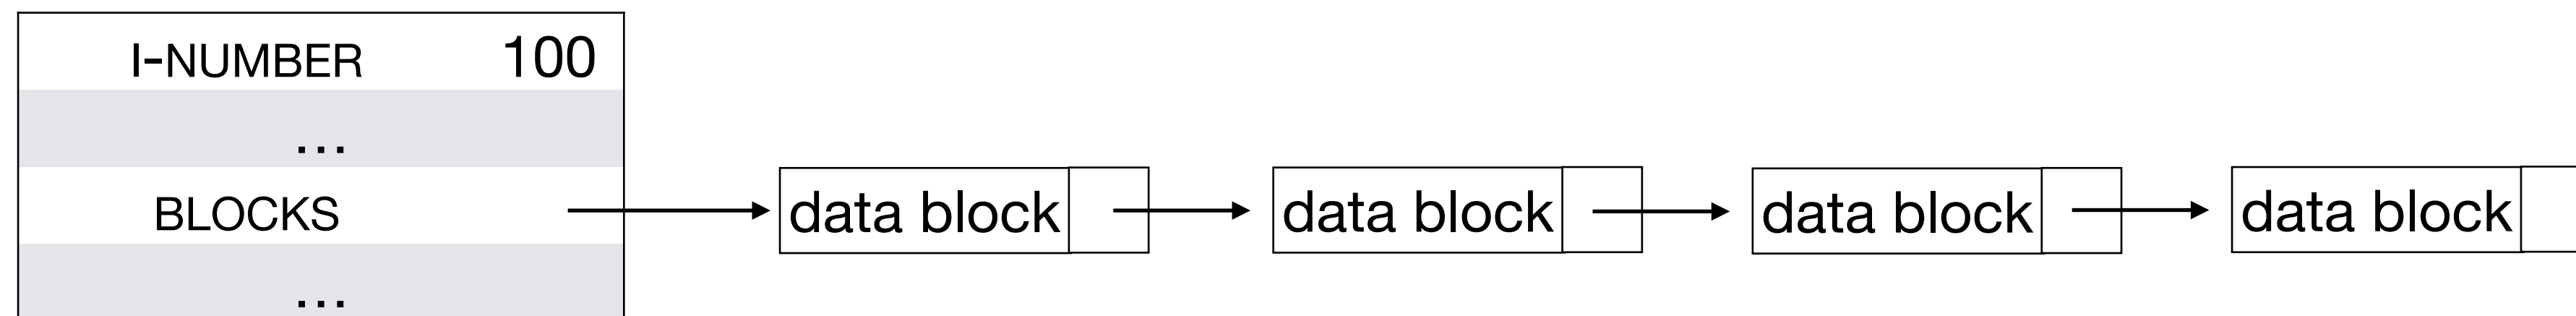 I-NUMBER 100
...
BLOCKS
data block data block data block data block
...